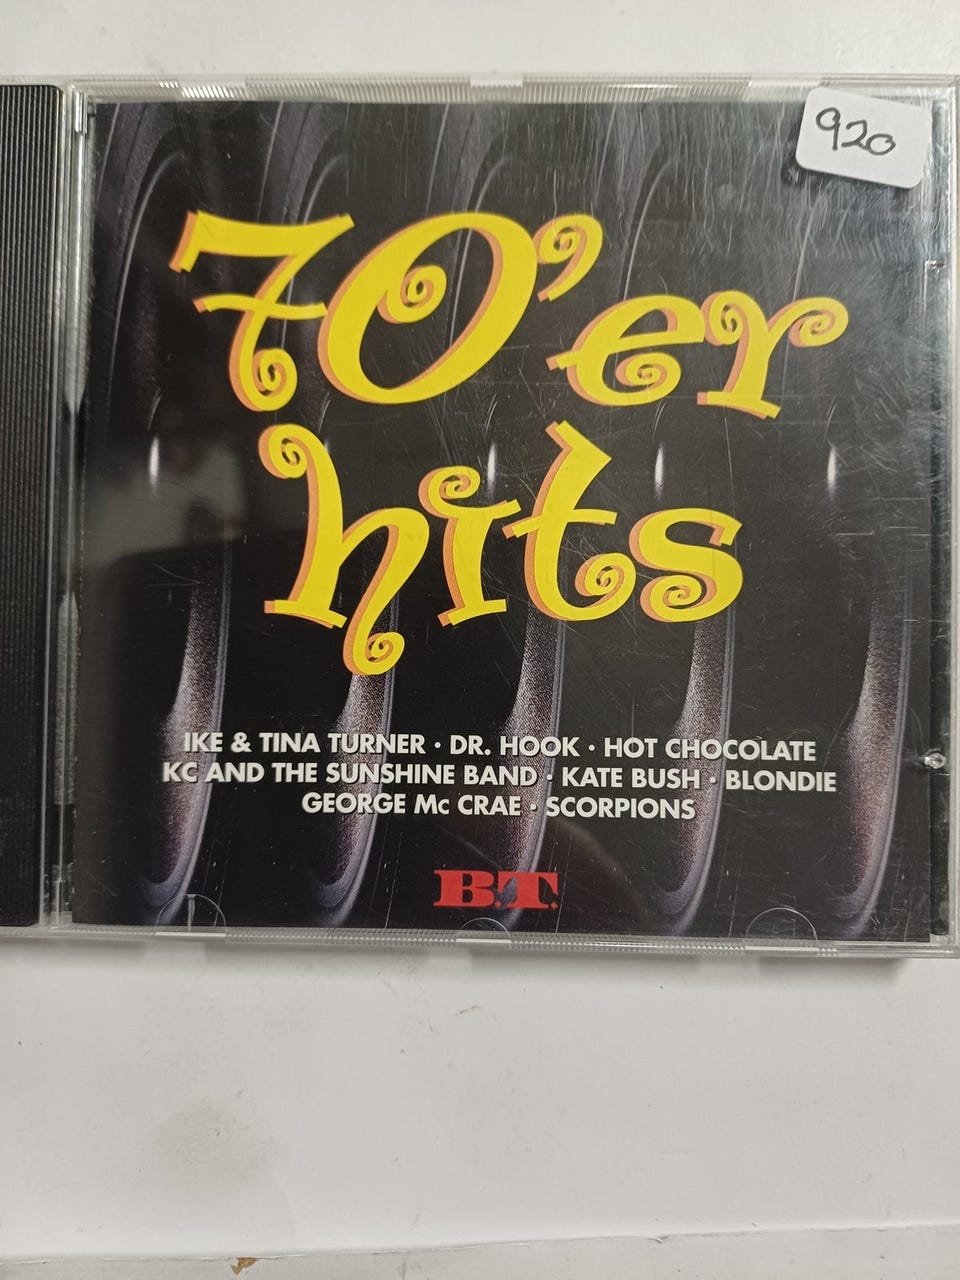 920
70'er
hits
IKE & TINA TURNER · DR. HOOK · HOT CHOCOLATE
KC AND THE SUNSHINE BAND · KATE BUSH · BLONDIE
GEORGE Mc CRAE · SCORPIONS
B.T.